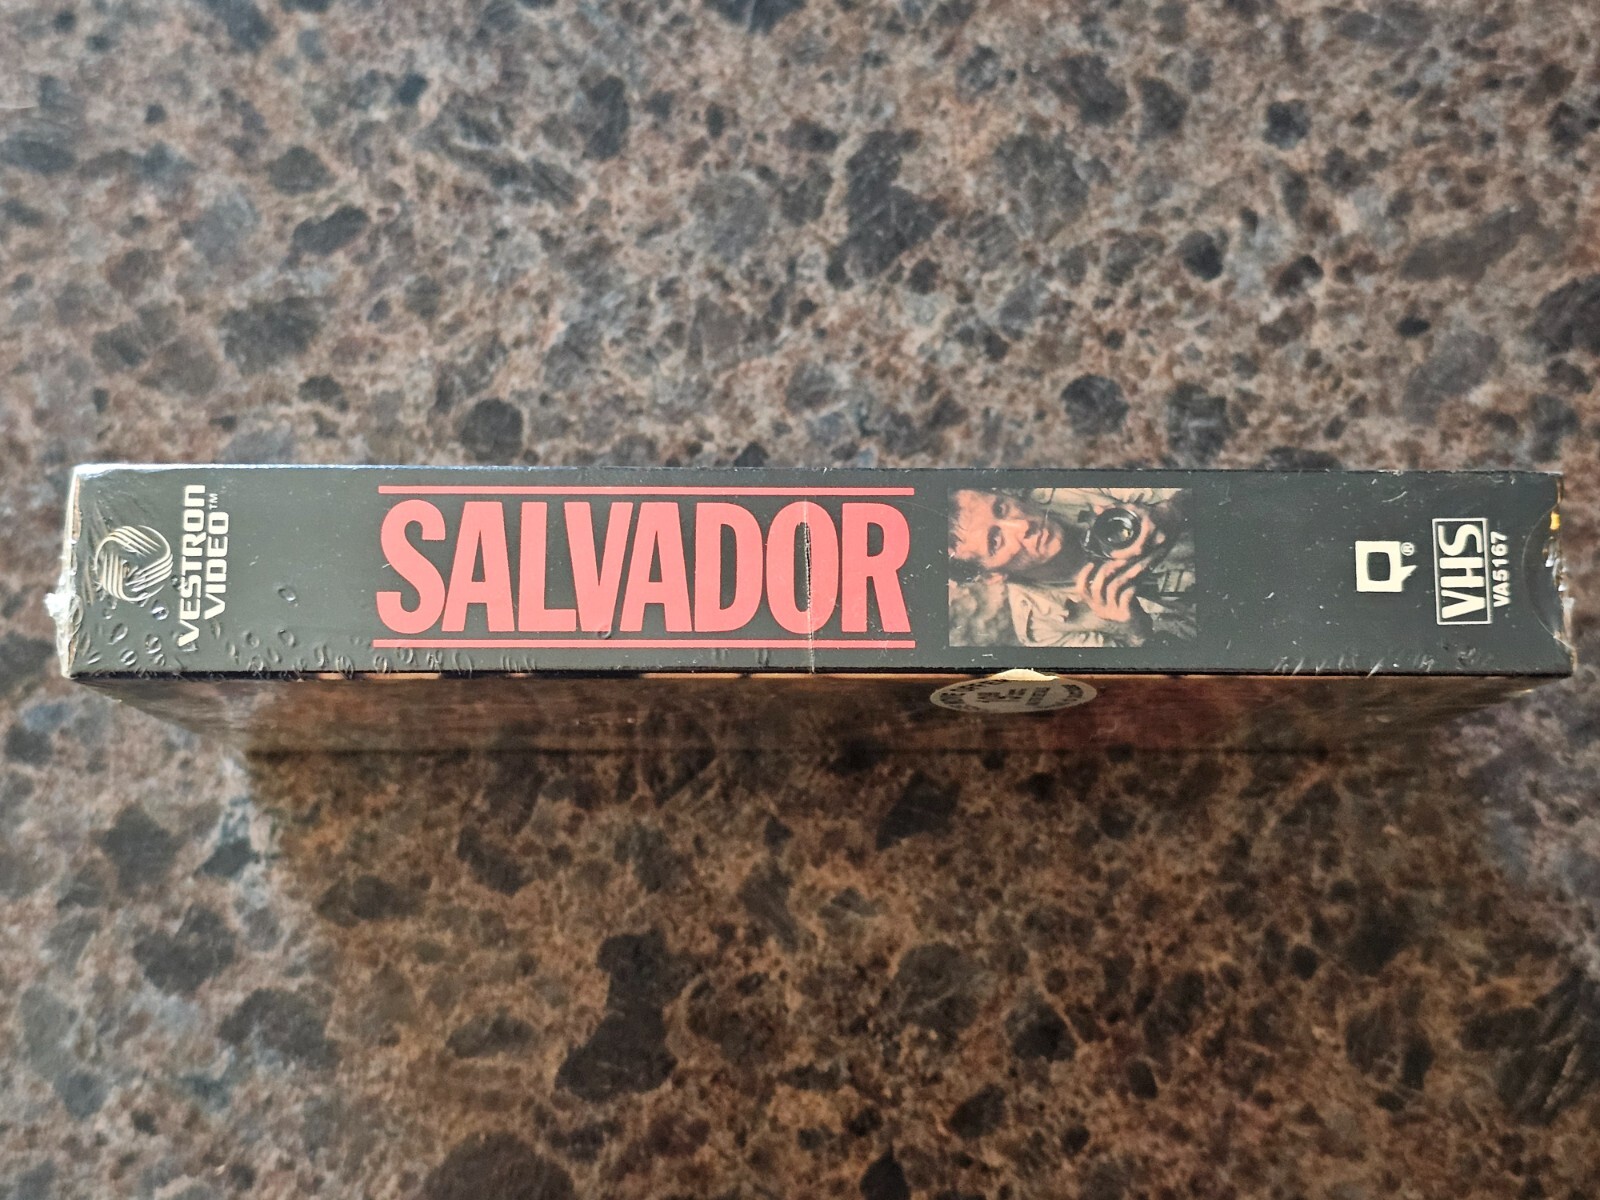 VESTRON
VIDEO™
SALVADOR
®
VHS
VA5167